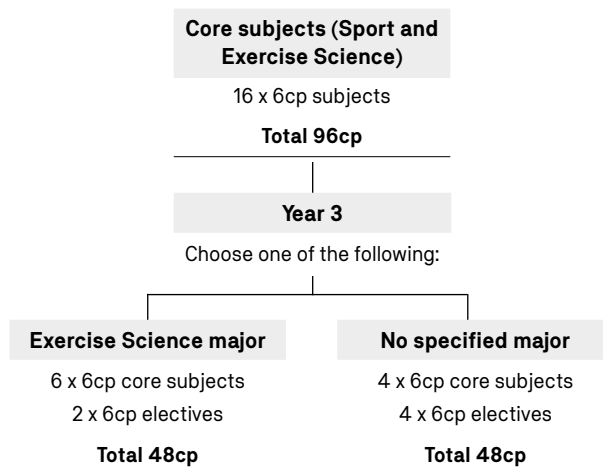 Core subjects (Sport and
Exercise Science)
16 x 6cp subjects
Total 96cp
Year 3
Choose one of the following:
Exercise Science major
6 x 6cp core subjects
2 x 6cp electives
Total 48cp
No specified major
4 x 6cp core subjects
4 x 6cp electives
Total 48cp